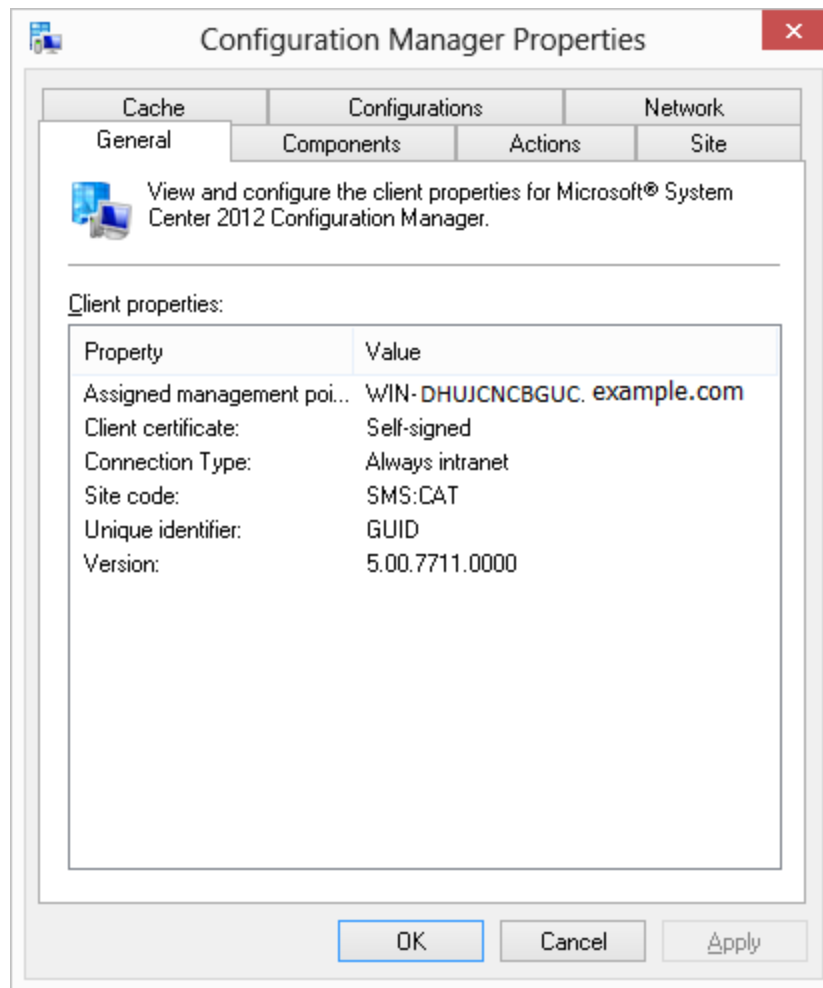 Configuration Manager Properties
Cache Configurations Network
General Components Actions Site
View and configure the client properties for Microsoft® System
Center 2012 Configuration Manager.
Client properties:
Property Value
Assigned management poi... WIN-DHUJCNCBGUC. example.com
Client certificate: Self-signed
Connection Type: Always intranet
Site code: SMS:CAT
Unique identifier: GUID
Version: 5.00.7711.0000
OK Cancel Apply